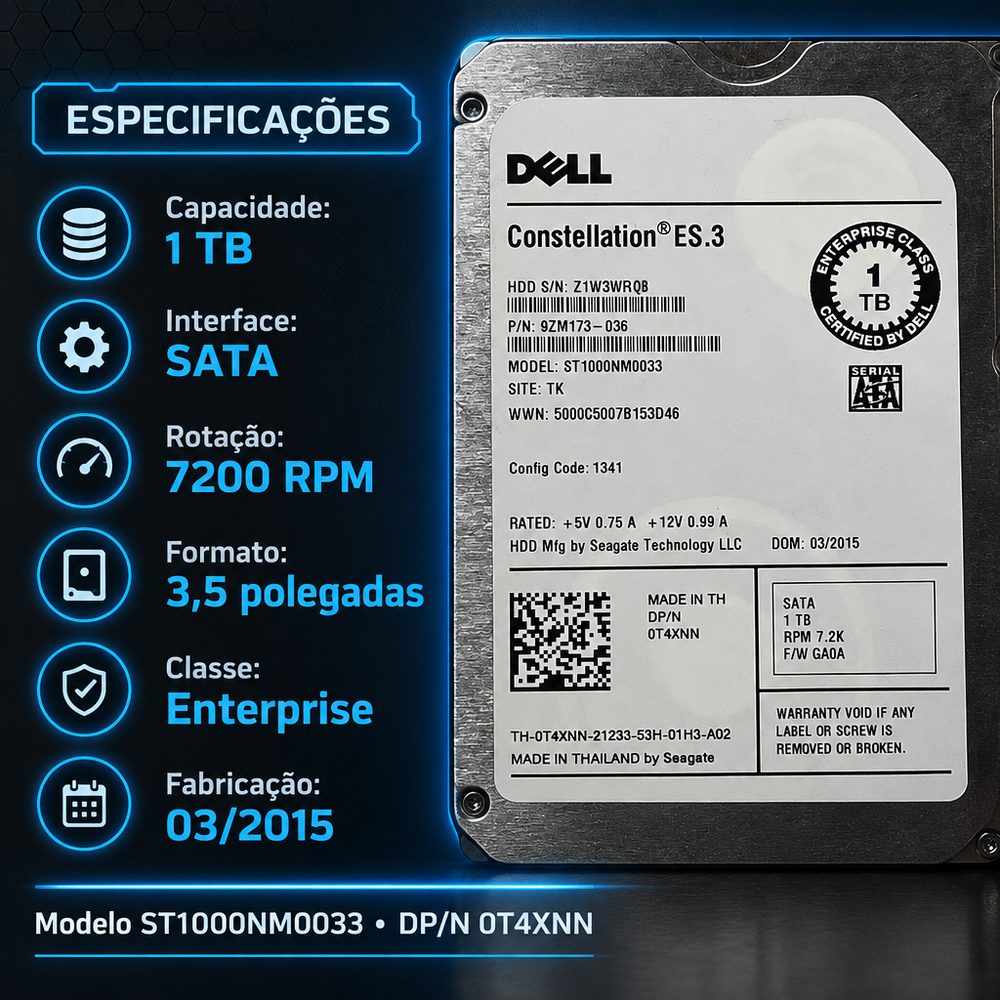 ESPECIFICAÇÕES
Capacidade:
1 TB
Interface:
SATA
Rotação:
7200 RPM
Formato:
3,5 polegadas
Classe:
Enterprise
Fabricação:
03/2015
Modelo ST1000NM0033 • DP/N 0T4XNN
DELL
Constellation® ES.3
ENTERPRISE CLASS
1
TB
CERTIFIED BY DELL
HDD S/N: Z1W3WRQB
P/N: 9ZM173-036
MODEL: ST1000NM0033
SITE: TK
WWN: 5000C5007B153D46
SERIAL
ATA
Config Code: 1341
RATED: +5V 0.75 A +12V 0.99 A
HDD Mfg by Seagate Technology LLC DOM: 03/2015
MADE IN TH
DP/N
0T4XNN
SATA
1 TB
RPM 7.2K
F/W GA0A
TH-0T4XNN-21233-53H-01H3-A02
MADE IN THAILAND by Seagate
WARRANTY VOID IF ANY
LABEL OR SCREW IS
REMOVED OR BROKEN.